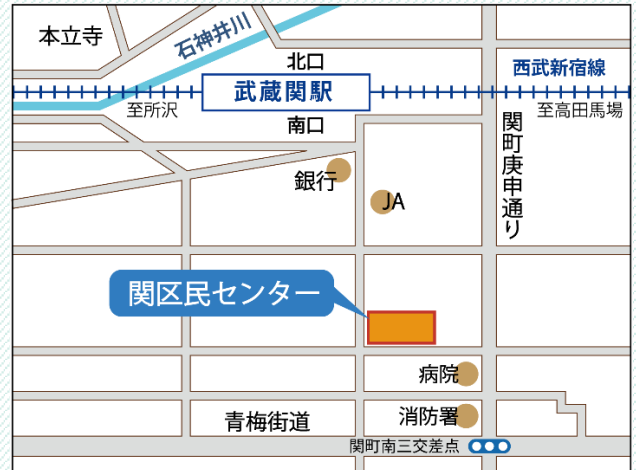 本立寺
石神井川
北口
西武新宿線
武蔵関駅
至所沢
至高田馬場
南口
関町庚申通り
銀行
JA
関区民センター
病院
青梅街道
消防署
関町南三交差点